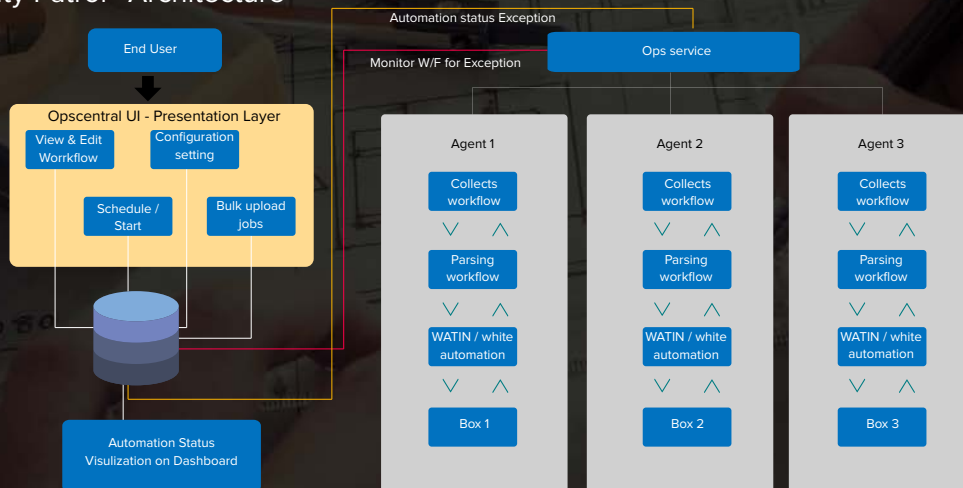 Patrol- Architecture
Automation status Exception
End User
Ops service
Monitor W/F for Exception
Opscentral UI - Presentation Layer
View & Edit
Worrkflow
Configuration
setting
Schedule /
Start
Bulk upload
jobs
Automation Status
Visulization on Dashboard
Agent 1
Collects
workflow
Parsing
workflow
WATIN / white
automation
Box 1
Agent 2
Collects
workflow
Parsing
workflow
WATIN / white
automation
Box 2
Agent 3
Collects
workflow
Parsing
workflow
WATIN / white
automation
Box 3